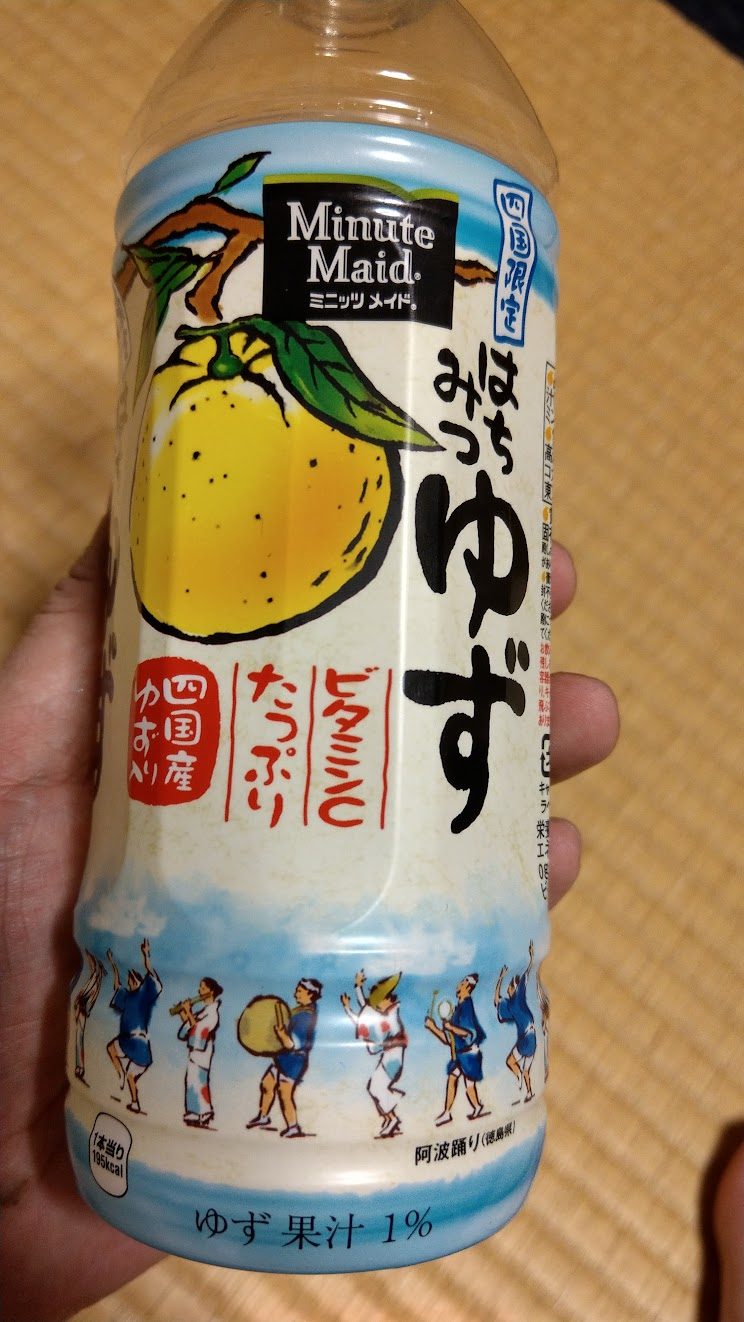 Minute
Maid®
ミニッツ メイド®
四国限定
はち
みつ
ゆず
ビタミンC
たっぷり
四国産
ゆず入り
阿波踊り(徳島県)
1本当り
195kcal
ゆず 果汁 1%